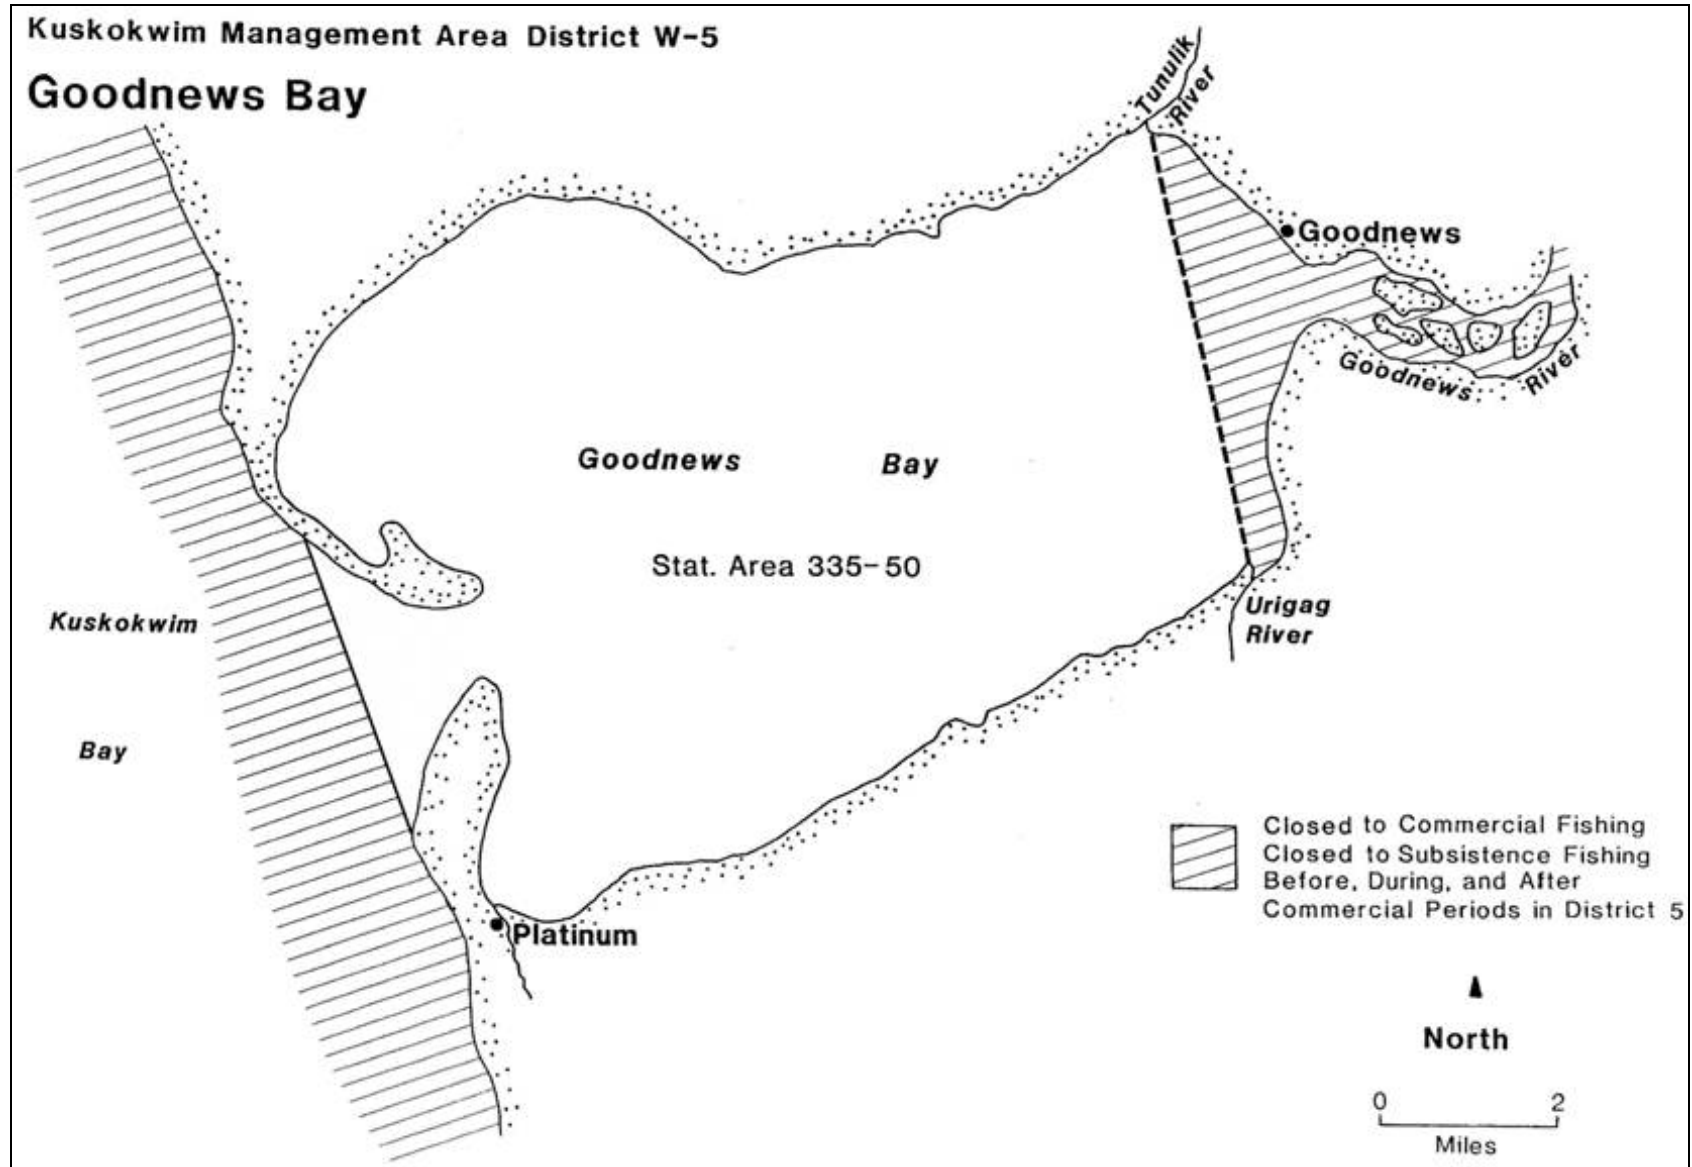 Kuskokwim Management Area District W-5
Goodnews Bay
Tunulik
River
Goodnews
Goodnews River
Goodnews Bay
Stat. Area 335-50
Urigag
River
Kuskokwim
Bay
Platinum
Closed to Commercial Fishing
Closed to Subsistence Fishing
Before, During, and After
Commercial Periods in District 5
North
0 2
Miles